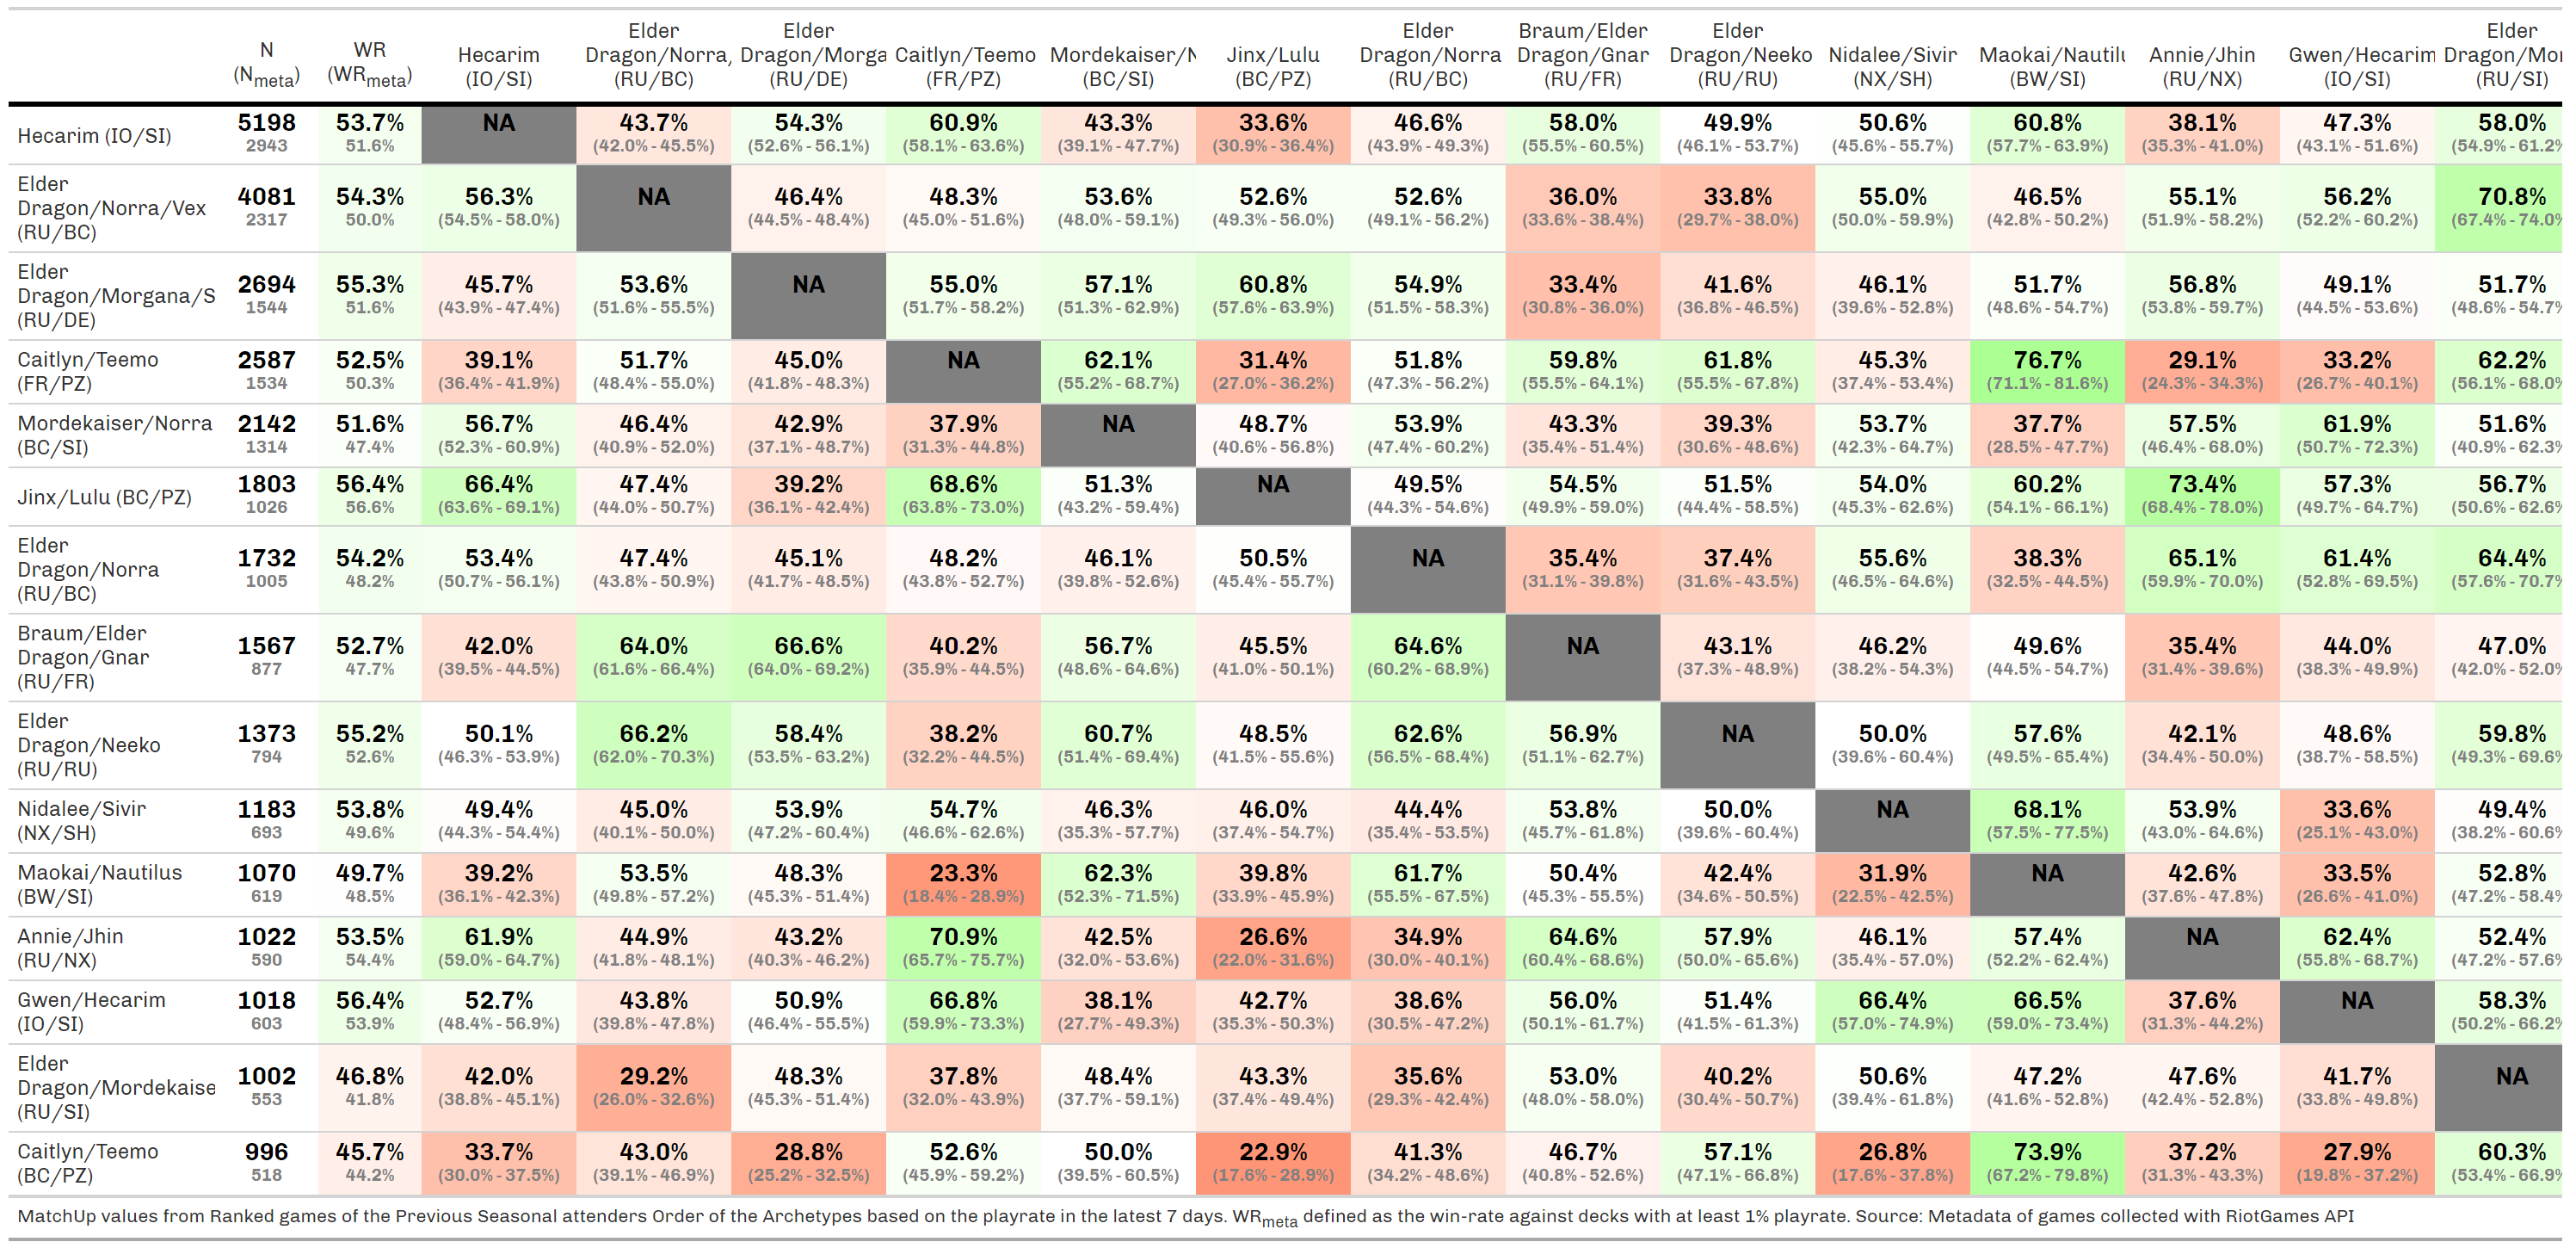 N (Nmeta) WR (WRmeta) Hecarim (IO/SI) Elder Dragon/Norra, (RU/BC) Elder Dragon/Morga (RU/DE) Caitlyn/Teemo (FR/PZ) Mordekaiser/N (BC/SI) Jinx/Lulu (BC/PZ) Elder Dragon/Norra (RU/BC) Braum/Elder Dragon/Gnar (RU/FR) Elder Dragon/Neeko (RU/RU) Nidalee/Sivir (NX/SH) Maokai/Nautilu (BW/SI) Annie/Jhin (RU/NX) Gwen/Hecarim (IO/SI) Elder Dragon/Mor (RU/SI)
Hecarim (IO/SI) 5198 53.7% NA 43.7% 54.3% 60.9% 43.3% 33.6% 46.6% 58.0% 49.9% 50.6% 60.8% 38.1% 47.3% 58.0%
2943 51.6% (42.0% - 45.5%) (52.6% - 56.1%) (58.1% - 63.6%) (39.1% - 47.7%) (30.9% - 36.4%) (43.9% - 49.3%) (55.5% - 60.5%) (46.1% - 53.7%) (45.6% - 55.7%) (57.7% - 63.9%) (35.3% - 41.0%) (43.1% - 51.6%) (54.9% - 61.2%
Elder Dragon/Norra/Vex (RU/BC) 4081 54.3% 56.3% NA 46.4% 48.3% 53.6% 52.6% 52.6% 36.0% 33.8% 55.0% 46.5% 55.1% 56.2% 70.8%
2317 50.0% (54.5% - 58.0%) (44.5% - 48.4%) (45.0% - 51.6%) (48.0% - 59.1%) (49.3% - 56.0%) (49.1% - 56.2%) (33.6% - 38.4%) (29.7% - 38.0%) (50.0% - 59.9%) (42.8% - 50.2%) (51.9% - 58.2%) (52.2% - 60.2%) (67.4% - 74.0%
Elder Dragon/Morgana/S (RU/DE) 2694 55.3% 45.7% 53.6% NA 55.0% 57.1% 60.8% 54.9% 33.4% 41.6% 46.1% 51.7% 56.8% 49.1% 51.7%
1544 51.6% (43.9% - 47.4%) (51.6% - 55.5%) (51.7% - 58.2%) (51.3% - 62.9%) (57.6% - 63.9%) (51.5% - 58.3%) (30.8% - 36.0%) (36.8% - 46.5%) (39.6% - 52.8%) (48.6% - 54.7%) (53.8% - 59.7%) (44.5% - 53.6%) (48.6% - 54.7%
Caitlyn/Teemo (FR/PZ) 2587 52.5% 39.1% 51.7% 45.0% NA 62.1% 31.4% 51.8% 59.8% 61.8% 45.3% 76.7% 29.1% 33.2% 62.2%
1534 50.3% (36.4% - 41.9%) (48.4% - 55.0%) (41.8% - 48.3%) (55.2% - 68.7%) (27.0% - 36.2%) (47.3% - 56.2%) (55.5% - 64.1%) (55.5% - 67.8%) (37.4% - 53.4%) (71.1% - 81.6%) (24.3% - 34.3%) (26.7% - 40.1%) (56.1% - 68.0%
Mordekaiser/Norra (BC/SI) 2142 51.6% 56.7% 46.4% 42.9% 37.9% NA 48.7% 53.9% 43.3% 39.3% 53.7% 37.7% 57.5% 61.9% 51.6%
1314 47.4% (52.3% - 60.9%) (40.9% - 52.0%) (37.1% - 48.7%) (31.3% - 44.8%) (40.6% - 56.8%) (47.4% - 60.2%) (35.4% - 51.4%) (30.6% - 48.6%) (42.3% - 64.7%) (28.5% - 47.7%) (46.4% - 68.0%) (50.7% - 72.3%) (40.9% - 62.3%
Jinx/Lulu (BC/PZ) 1803 56.4% 66.4% 47.4% 39.2% 68.6% 51.3% NA 49.5% 54.5% 51.5% 54.0% 60.2% 73.4% 57.3% 56.7%
1026 56.6% (63.6% - 69.1%) (44.0% - 50.7%) (36.1% - 42.4%) (63.8% - 73.0%) (43.2% - 59.4%) (44.3% - 54.6%) (49.9% - 59.0%) (44.4% - 58.5%) (45.3% - 62.6%) (54.1% - 66.1%) (68.4% - 78.0%) (49.7% - 64.7%) (50.6% - 62.6%
Elder Dragon/Norra (RU/BC) 1732 54.2% 53.4% 47.4% 45.1% 48.2% 46.1% 50.5% NA 35.4% 37.4% 55.6% 38.3% 65.1% 61.4% 64.4%
1005 48.2% (50.7% - 56.1%) (43.8% - 50.9%) (41.7% - 48.5%) (43.8% - 52.7%) (39.8% - 52.6%) (45.4% - 55.7%) (31.1% - 39.8%) (31.6% - 43.5%) (46.5% - 64.6%) (32.5% - 44.5%) (59.9% - 70.0%) (52.8% - 69.5%) (57.6% - 70.7%
Braum/Elder Dragon/Gnar (RU/FR) 1567 52.7% 42.0% 64.0% 66.6% 40.2% 56.7% 45.5% 64.6% NA 43.1% 46.2% 49.6% 35.4% 44.0% 47.0%
877 47.7% (39.5% - 44.5%) (61.6% - 66.4%) (64.0% - 69.2%) (35.9% - 44.5%) (48.6% - 64.6%) (41.0% - 50.1%) (60.2% - 68.9%) (37.3% - 48.9%) (38.2% - 54.3%) (44.5% - 54.7%) (31.4% - 39.6%) (38.3% - 49.9%) (42.0% - 52.0%
Elder Dragon/Neeko (RU/RU) 1373 55.2% 50.1% 66.2% 58.4% 38.2% 60.7% 48.5% 62.6% 56.9% NA 50.0% 57.6% 42.1% 48.6% 59.8%
794 52.6% (46.3% - 53.9%) (62.0% - 70.3%) (53.5% - 63.2%) (32.2% - 44.5%) (51.4% - 69.4%) (41.5% - 55.6%) (56.5% - 68.4%) (51.1% - 62.7%) (39.6% - 60.4%) (49.5% - 65.4%) (34.4% - 50.0%) (38.7% - 58.5%) (49.3% - 69.6%
Nidalee/Sivir (NX/SH) 1183 53.8% 49.4% 45.0% 53.9% 54.7% 46.3% 46.0% 44.4% 53.8% 50.0% NA 68.1% 53.9% 33.6% 49.4%
693 49.6% (44.3% - 54.4%) (40.1% - 50.0%) (47.2% - 60.4%) (46.6% - 62.6%) (35.3% - 57.7%) (37.4% - 54.7%) (35.4% - 53.5%) (45.7% - 61.8%) (39.6% - 60.4%) (57.5% - 77.5%) (43.0% - 64.6%) (25.1% - 43.0%) (38.2% - 60.6%
Maokai/Nautilus (BW/SI) 1070 49.7% 39.2% 53.5% 48.3% 23.3% 62.3% 39.8% 61.7% 50.4% 42.4% 31.9% NA 42.6% 33.5% 52.8%
619 48.5% (36.1% - 42.3%) (49.8% - 57.2%) (45.3% - 51.4%) (18.4% - 28.9%) (52.3% - 71.5%) (33.9% - 45.9%) (55.5% - 67.5%) (45.3% - 55.5%) (34.6% - 50.5%) (22.5% - 42.5%) (37.6% - 47.8%) (26.6% - 41.0%) (47.2% - 58.4%
Annie/Jhin (RU/NX) 1022 53.5% 61.9% 44.9% 43.2% 70.9% 42.5% 26.6% 34.9% 64.6% 57.9% 46.1% 57.4% NA 62.4% 52.4%
590 54.4% (59.0% - 64.7%) (41.8% - 48.1%) (40.3% - 46.2%) (65.7% - 75.7%) (32.0% - 53.6%) (22.0% - 31.6%) (30.0% - 40.1%) (60.4% - 68.6%) (50.0% - 65.6%) (35.4% - 57.0%) (52.2% - 62.4%) (55.8% - 68.7%) (47.2% - 57.6%
Gwen/Hecarim (IO/SI) 1018 56.4% 52.7% 43.8% 50.9% 66.8% 38.1% 42.7% 38.6% 56.0% 51.4% 66.4% 66.5% 37.6% NA 58.3%
603 53.9% (48.4% - 56.9%) (39.8% - 47.8%) (46.4% - 55.5%) (59.9% - 73.3%) (27.7% - 49.3%) (35.3% - 50.3%) (30.5% - 47.2%) (50.1% - 61.7%) (41.5% - 61.3%) (57.0% - 74.9%) (59.0% - 73.4%) (31.3% - 44.2%) (50.2% - 66.2%
Elder Dragon/Mordekaise (RU/SI) 1002 46.8% 42.0% 29.2% 48.3% 37.8% 48.4% 43.3% 35.6% 53.0% 40.2% 50.6% 47.2% 47.6% 41.7% NA
553 41.8% (38.8% - 45.1%) (26.0% - 32.6%) (45.3% - 51.4%) (32.0% - 43.9%) (37.7% - 59.1%) (37.4% - 49.4%) (29.3% - 42.4%) (48.0% - 58.0%) (30.4% - 50.7%) (39.4% - 61.8%) (41.6% - 52.8%) (42.4% - 52.8%) (33.8% - 49.8%)
Caitlyn/Teemo (BC/PZ) 996 45.7% 33.7% 43.0% 28.8% 52.6% 50.0% 22.9% 41.3% 46.7% 57.1% 26.8% 73.9% 37.2% 27.9% 60.3%
518 44.2% (30.0% - 37.5%) (39.1% - 46.9%) (25.2% - 32.5%) (45.9% - 59.2%) (39.5% - 60.5%) (17.6% - 28.9%) (34.2% - 48.6%) (40.8% - 52.6%) (47.1% - 66.8%) (17.6% - 37.8%) (67.2% - 79.8%) (31.3% - 43.3%) (19.8% - 37.2%) (53.4% - 66.9%
MatchUp values from Ranked games of the Previous Seasonal attenders Order of the Archetypes based on the playrate in the latest 7 days. WRmeta defined as the win-rate against decks with at least 1% playrate. Source: Metadata of games collected with RiotGames API